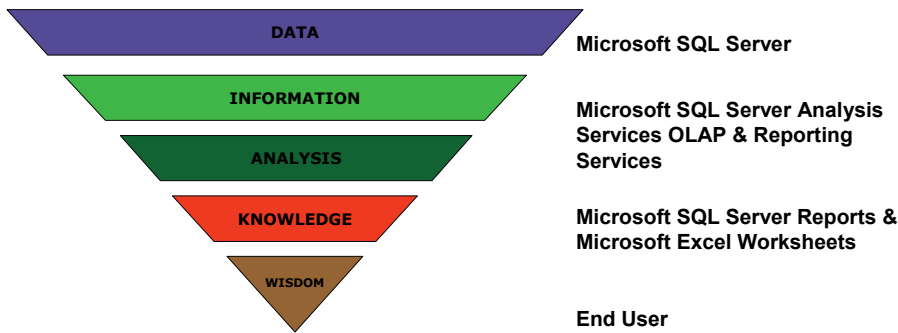 DATA
Microsoft SQL Server
INFORMATION
Microsoft SQL Server Analysis
Services OLAP & Reporting
Services
ANALYSIS
KNOWLEDGE
Microsoft SQL Server Reports &
Microsoft Excel Worksheets
WISDOM
End User